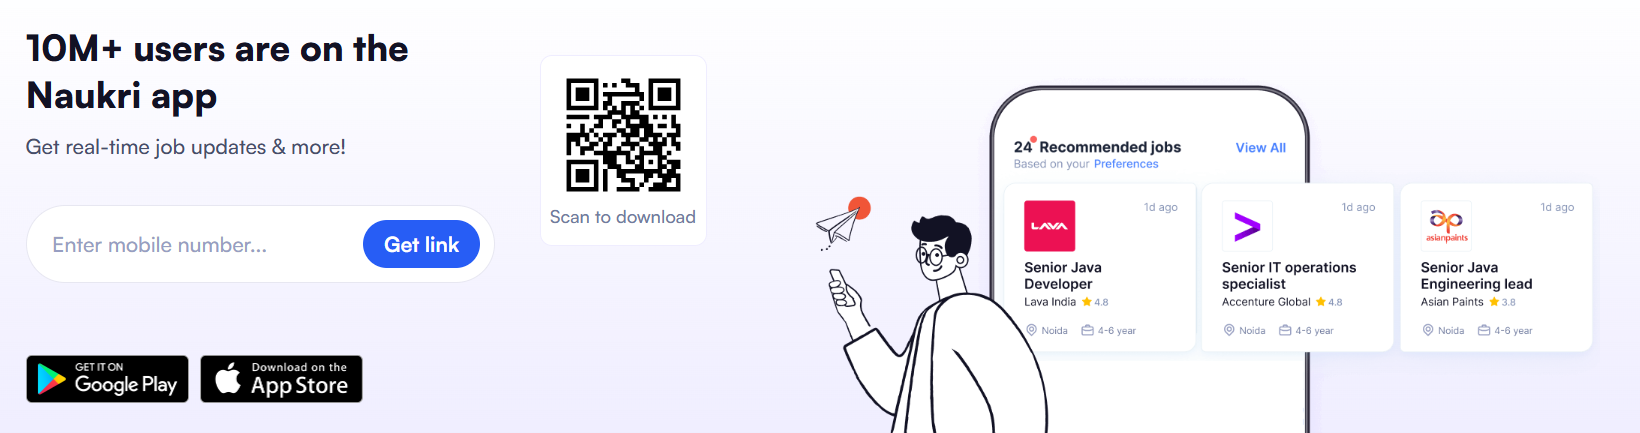 10M+ users are on the
Naukri app
Get real-time job updates & more!
Enter mobile number...
Get link
GET IT ON
Google Play
Download on the
App Store
Scan to download
24 Recommended jobs
View All
Based on your Preferences
LAVA
1d ago
Senior Java
Developer
Lava India 4.8
Noida 4-6 year
1d ago
Senior IT operations
specialist
Accenture Global 4.8
Noida 4-6 year
asianpaints
1d ago
Senior Java
Engineering lead
Asian Paints 3.8
Noida 4-6 year